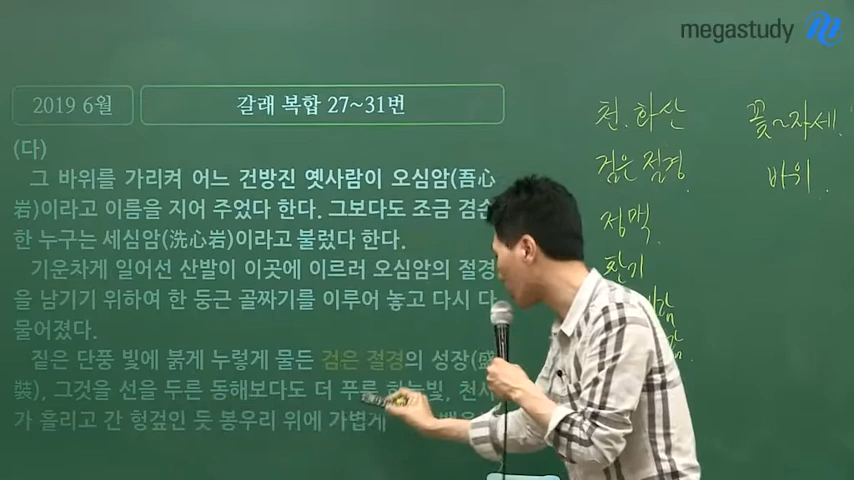 megastudy
2019 6월
갈래 복합 27~31번
(다)
그 바위를 가리켜 어느 건방진 옛사람이 오심암(吾心
岩)이라고 이름을 지어 주었다 한다. 그보다도 조금 겸손
한 누구는 세심암(洗心岩)이라고 불렀다 한다.
기운차게 일어선 산발이 이곳에 이르러 오심암의 절경
을 남기기 위하여 한 둥근 골짜기를 이루어 놓고 다시 다
물어졌다.
짙은 단풍 빛에 붉게 누렇게 물든 검은 절경의 성장(盛
裝), 그것을 선을 두른 동해보다도 더 푸른 하늘빛, 천사
가 흘리고 간 헝겊인 듯 봉우리 위에 가볍게
천. 화산
검은 절경.
정맥.
환기
꽃~자세.
바위.